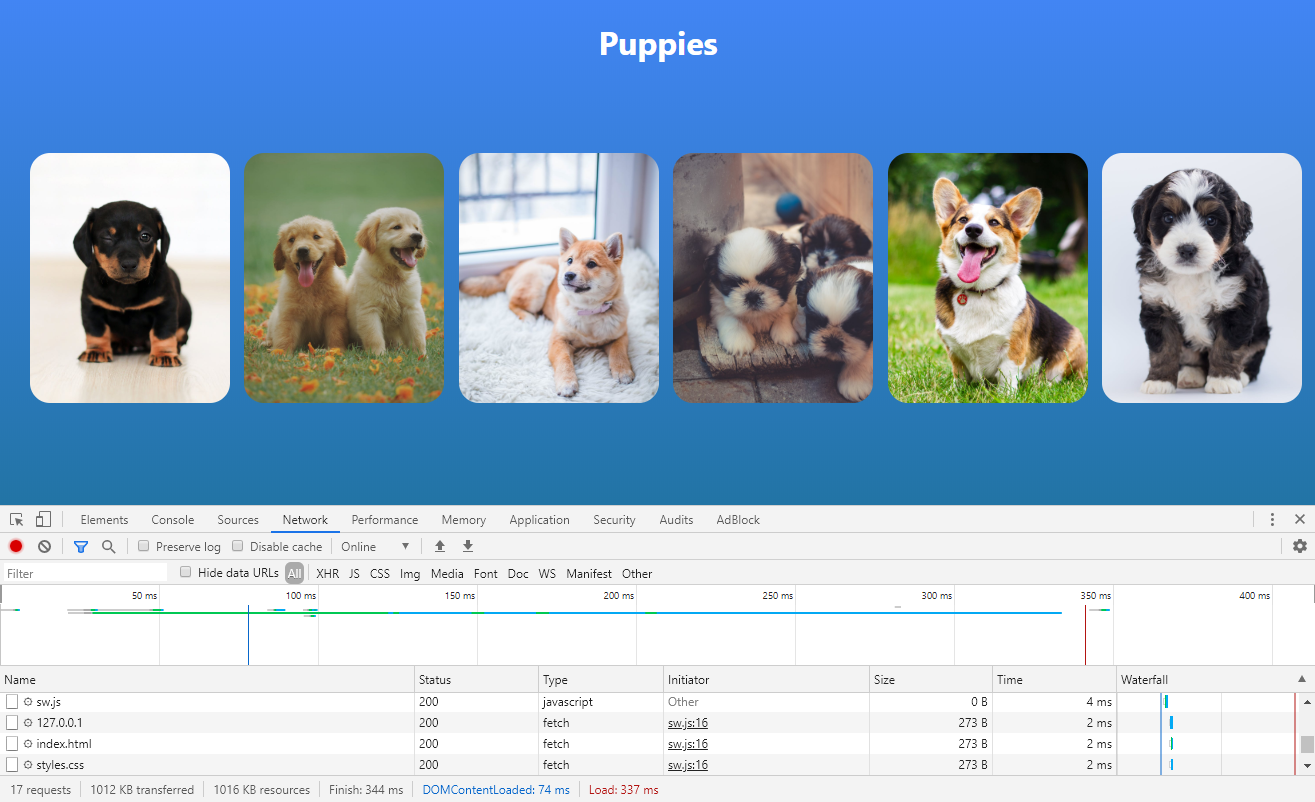 Puppies
Elements Console Sources Network Performance Memory Application Security Audits AdBlock
Preserve log Disable cache Online
Filter Hide data URLs All XHR JS CSS Img Media Font Doc WS Manifest Other
50 ms 100 ms 150 ms 200 ms 250 ms 300 ms 350 ms 400 ms
Name Status Type Initiator Size Time Waterfall
sw.js 200 javascript Other 0 B 4 ms
127.0.0.1 200 fetch sw.js:16 273 B 2 ms
index.html 200 fetch sw.js:16 273 B 2 ms
styles.css 200 fetch sw.js:16 273 B 2 ms
17 requests 1012 KB transferred 1016 KB resources Finish: 344 ms DOMContentLoaded: 74 ms Load: 337 ms